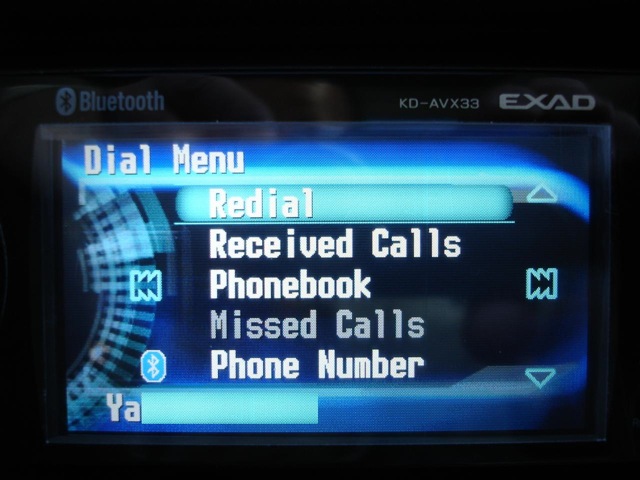 Bluetooth
KD-AVX33 EXAD
Dial Menu
Redial
Received Calls
Phonebook
Missed Calls
Phone Number
Ya